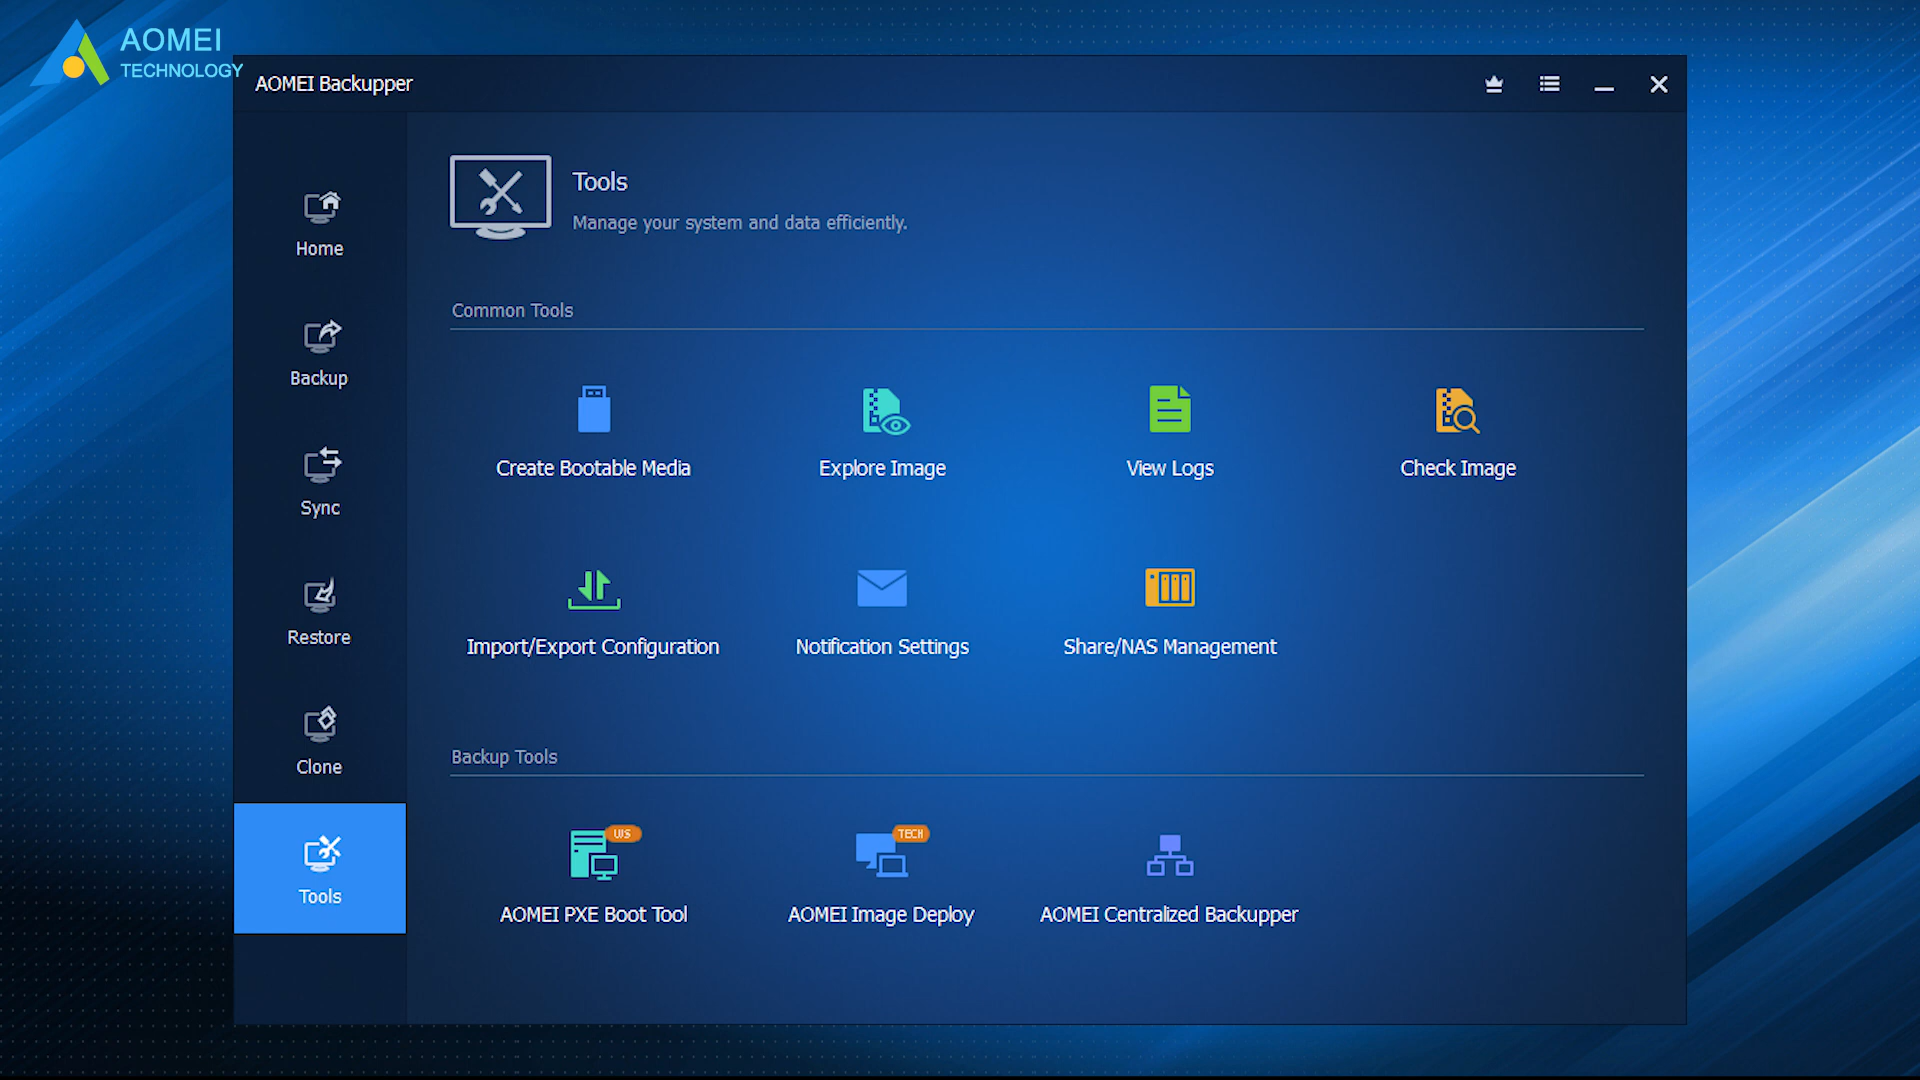 AOMEI
TECHNOLOGY
AOMEI Backupper
Home
Backup
Sync
Restore
Clone
Tools
Tools
Manage your system and data efficiently.
Common Tools
Create Bootable Media
Explore Image
View Logs
Check Image
Import/Export Configuration
Notification Settings
Share/NAS Management
Backup Tools
WS
TECH
AOMEI PXE Boot Tool
AOMEI Image Deploy
AOMEI Centralized Backupper